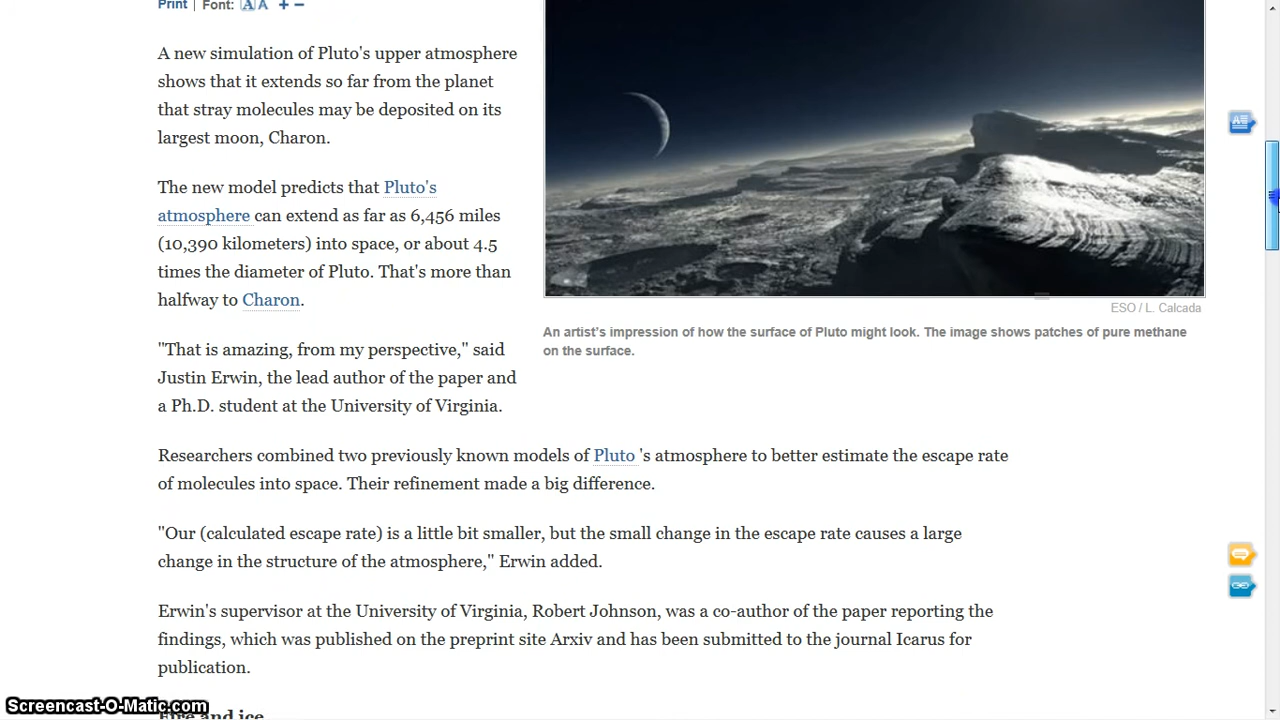 Print | Font: A A + −
A new simulation of Pluto's upper atmosphere
shows that it extends so far from the planet
that stray molecules may be deposited on its
largest moon, Charon.
The new model predicts that Pluto's
atmosphere can extend as far as 6,456 miles
(10,390 kilometers) into space, or about 4.5
times the diameter of Pluto. That's more than
halfway to Charon.
"That is amazing, from my perspective," said
Justin Erwin, the lead author of the paper and
a Ph.D. student at the University of Virginia.
ESO / L. Calcada
An artist's impression of how the surface of Pluto might look. The image shows patches of pure methane
on the surface.
Researchers combined two previously known models of Pluto 's atmosphere to better estimate the escape rate
of molecules into space. Their refinement made a big difference.
"Our (calculated escape rate) is a little bit smaller, but the small change in the escape rate causes a large
change in the structure of the atmosphere," Erwin added.
Erwin's supervisor at the University of Virginia, Robert Johnson, was a co-author of the paper reporting the
findings, which was published on the preprint site Arxiv and has been submitted to the journal Icarus for
publication.
Fire and ice
Screencast-O-Matic.com